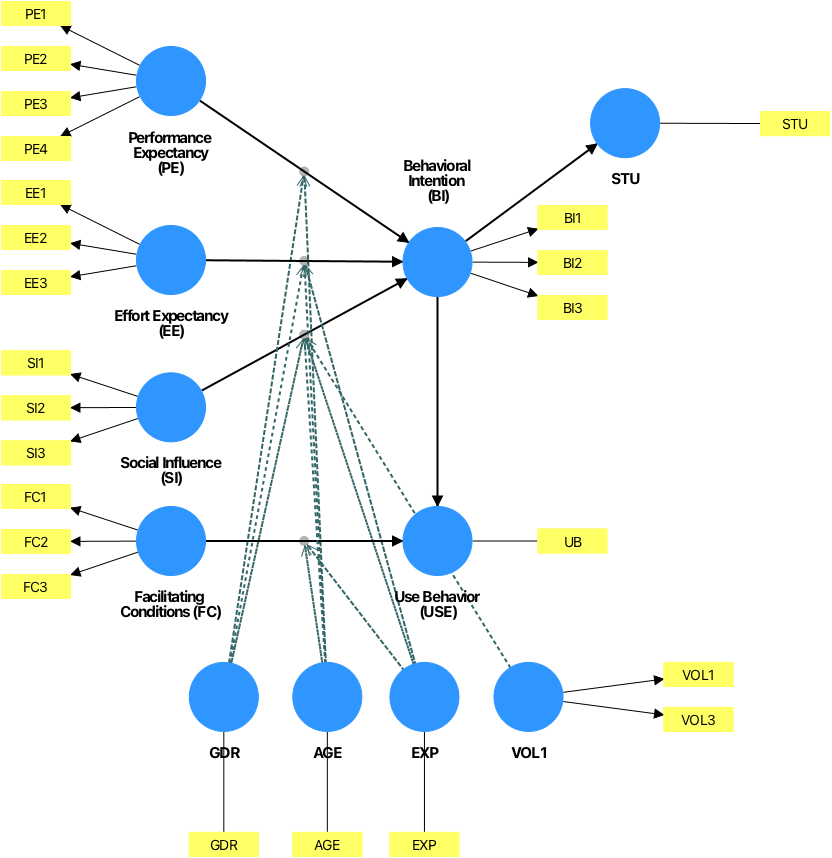 PE1
PE2
PE3
PE4
Performance
Expectancy
(PE)
EE1
EE2
EE3
Effort Expectancy
(EE)
SI1
SI2
SI3
Social Influence
(SI)
FC1
FC2
FC3
Facilitating
Conditions (FC)
Behavioral
Intention
(BI)
STU
STU
BI1
BI2
BI3
UB
Use Behavior
(USE)
VOL1
VOL3
GDR
AGE
EXP
VOL1
GDR
AGE
EXP